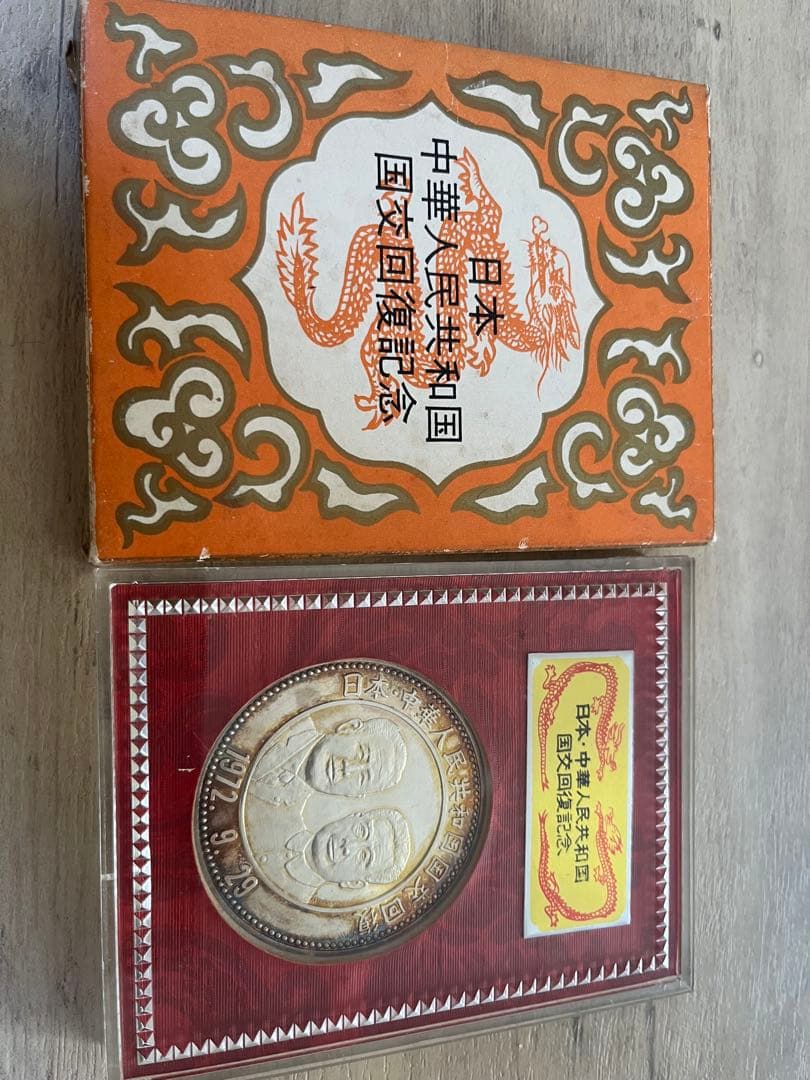 日本
中華人民共和国
国交回復記念
日本・中華人民共和国
国交回復記念
日本・中華人民共和國国交回復
1972 9 29